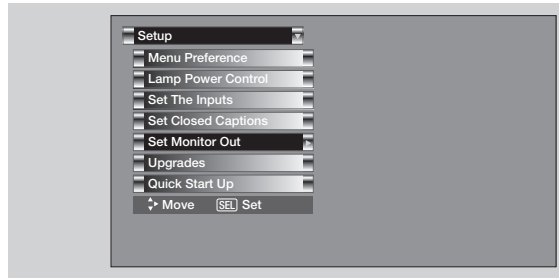 Setup
Menu Preference
Lamp Power Control
Set The Inputs
Set Closed Captions
Set Monitor Out
Upgrades
Quick Start Up
Move SEL Set